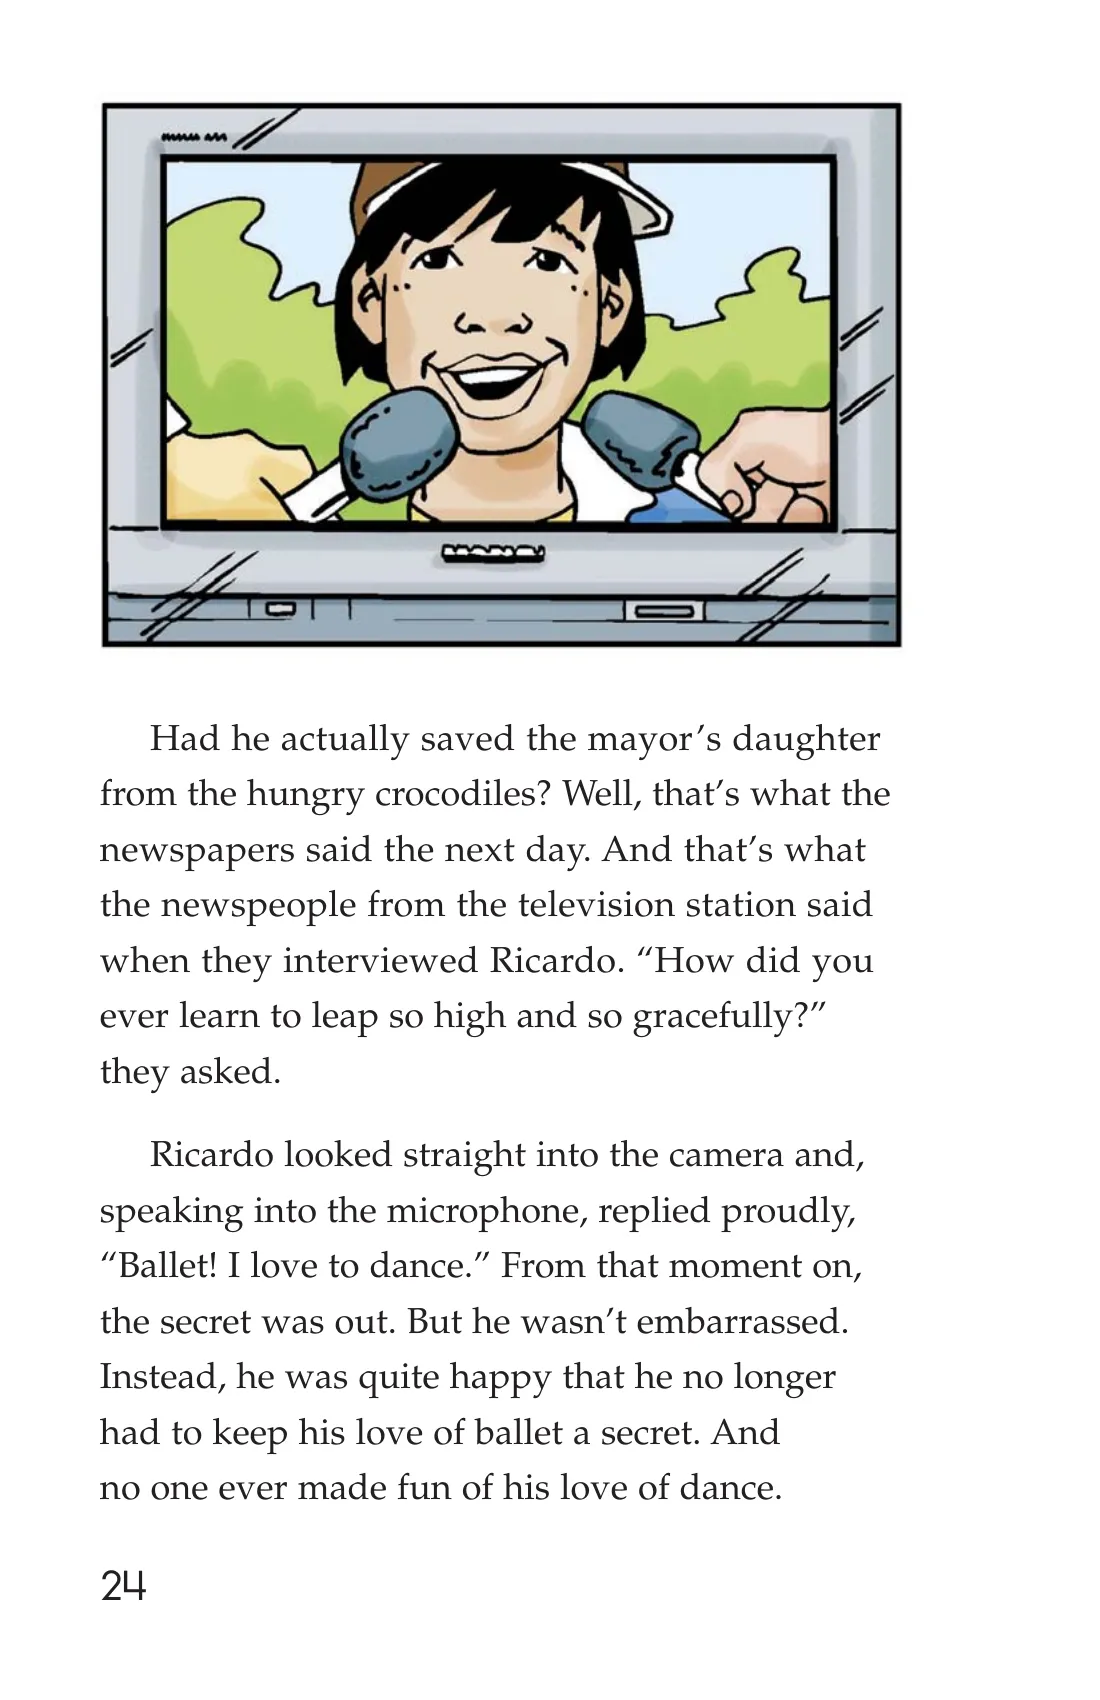 Had he actually saved the mayor’s daughter
from the hungry crocodiles? Well, that’s what the
newspapers said the next day. And that’s what
the newspeople from the television station said
when they interviewed Ricardo. “How did you
ever learn to leap so high and so gracefully?”
they asked.
Ricardo looked straight into the camera and,
speaking into the microphone, replied proudly,
“Ballet! I love to dance.” From that moment on,
the secret was out. But he wasn’t embarrassed.
Instead, he was quite happy that he no longer
had to keep his love of ballet a secret. And
no one ever made fun of his love of dance.
24